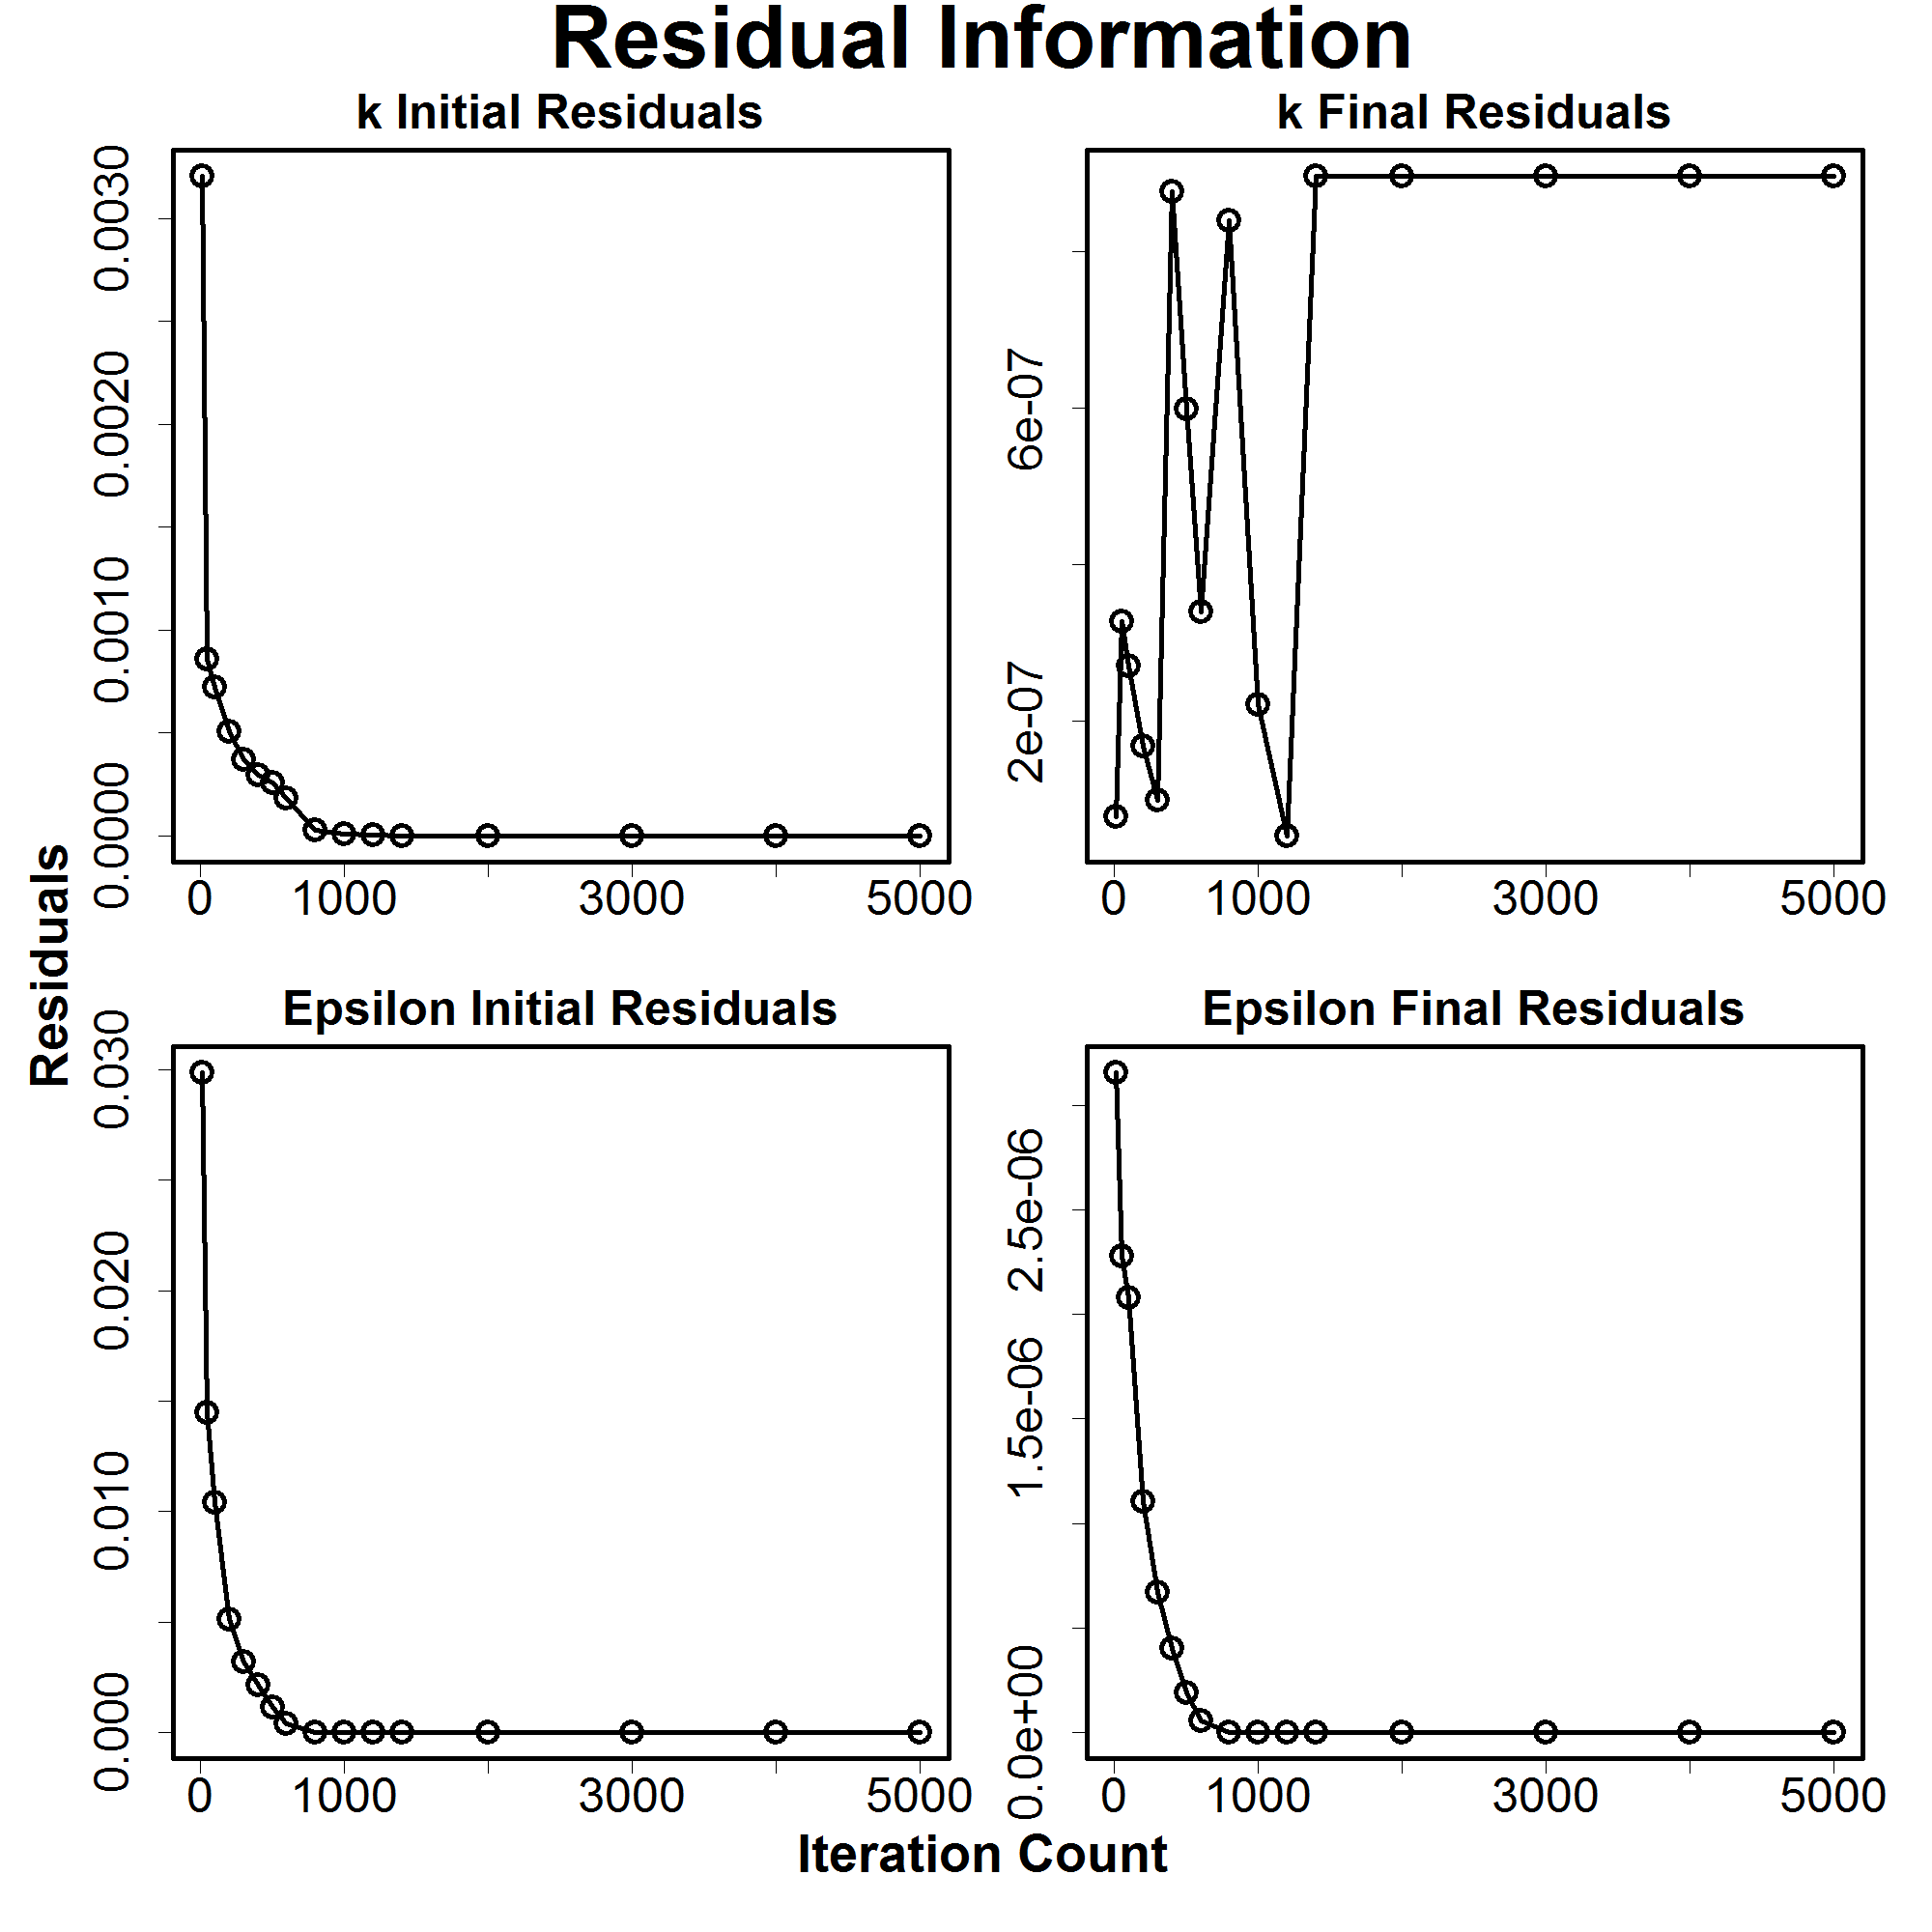 Residual Information
k Initial Residuals
0.0000 0.0010 0.0020 0.0030
0 1000 3000 5000
k Final Residuals
2e-07 6e-07
0 1000 3000 5000
Residuals
Epsilon Initial Residuals
0.000 0.010 0.020 0.030
0 1000 3000 5000
Epsilon Final Residuals
0.0e+00 1.5e-06 2.5e-06
0 1000 3000 5000
Iteration Count